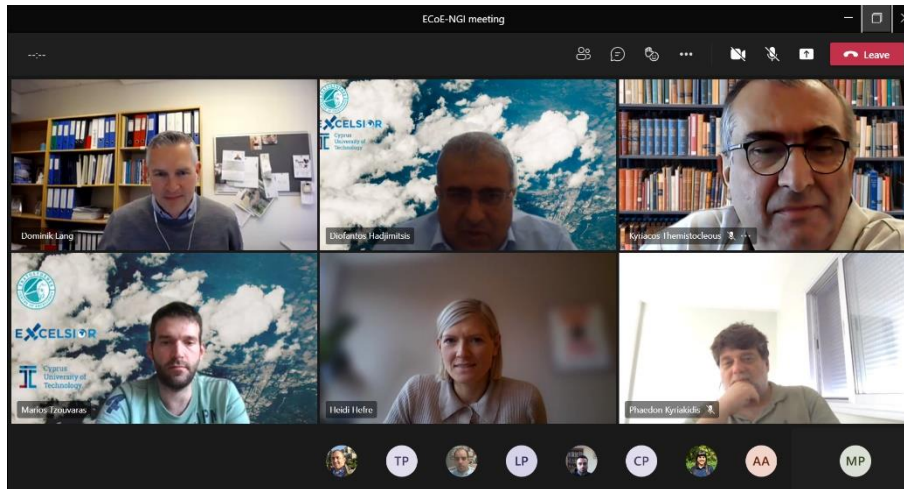 ECoE-NGI meeting
--:--
Leave
EXCELSIOR
Cyprus
University of
Technology
Dominik Lang
Diofantos Hadjimitsis
Kyriacos Themistocleous
EXCELSIOR
Cyprus
University of
Technology
Marios Tzouvaras
Heidi Hefre
Phaedon Kyriakidis
TP
LP
CP
AA
MP